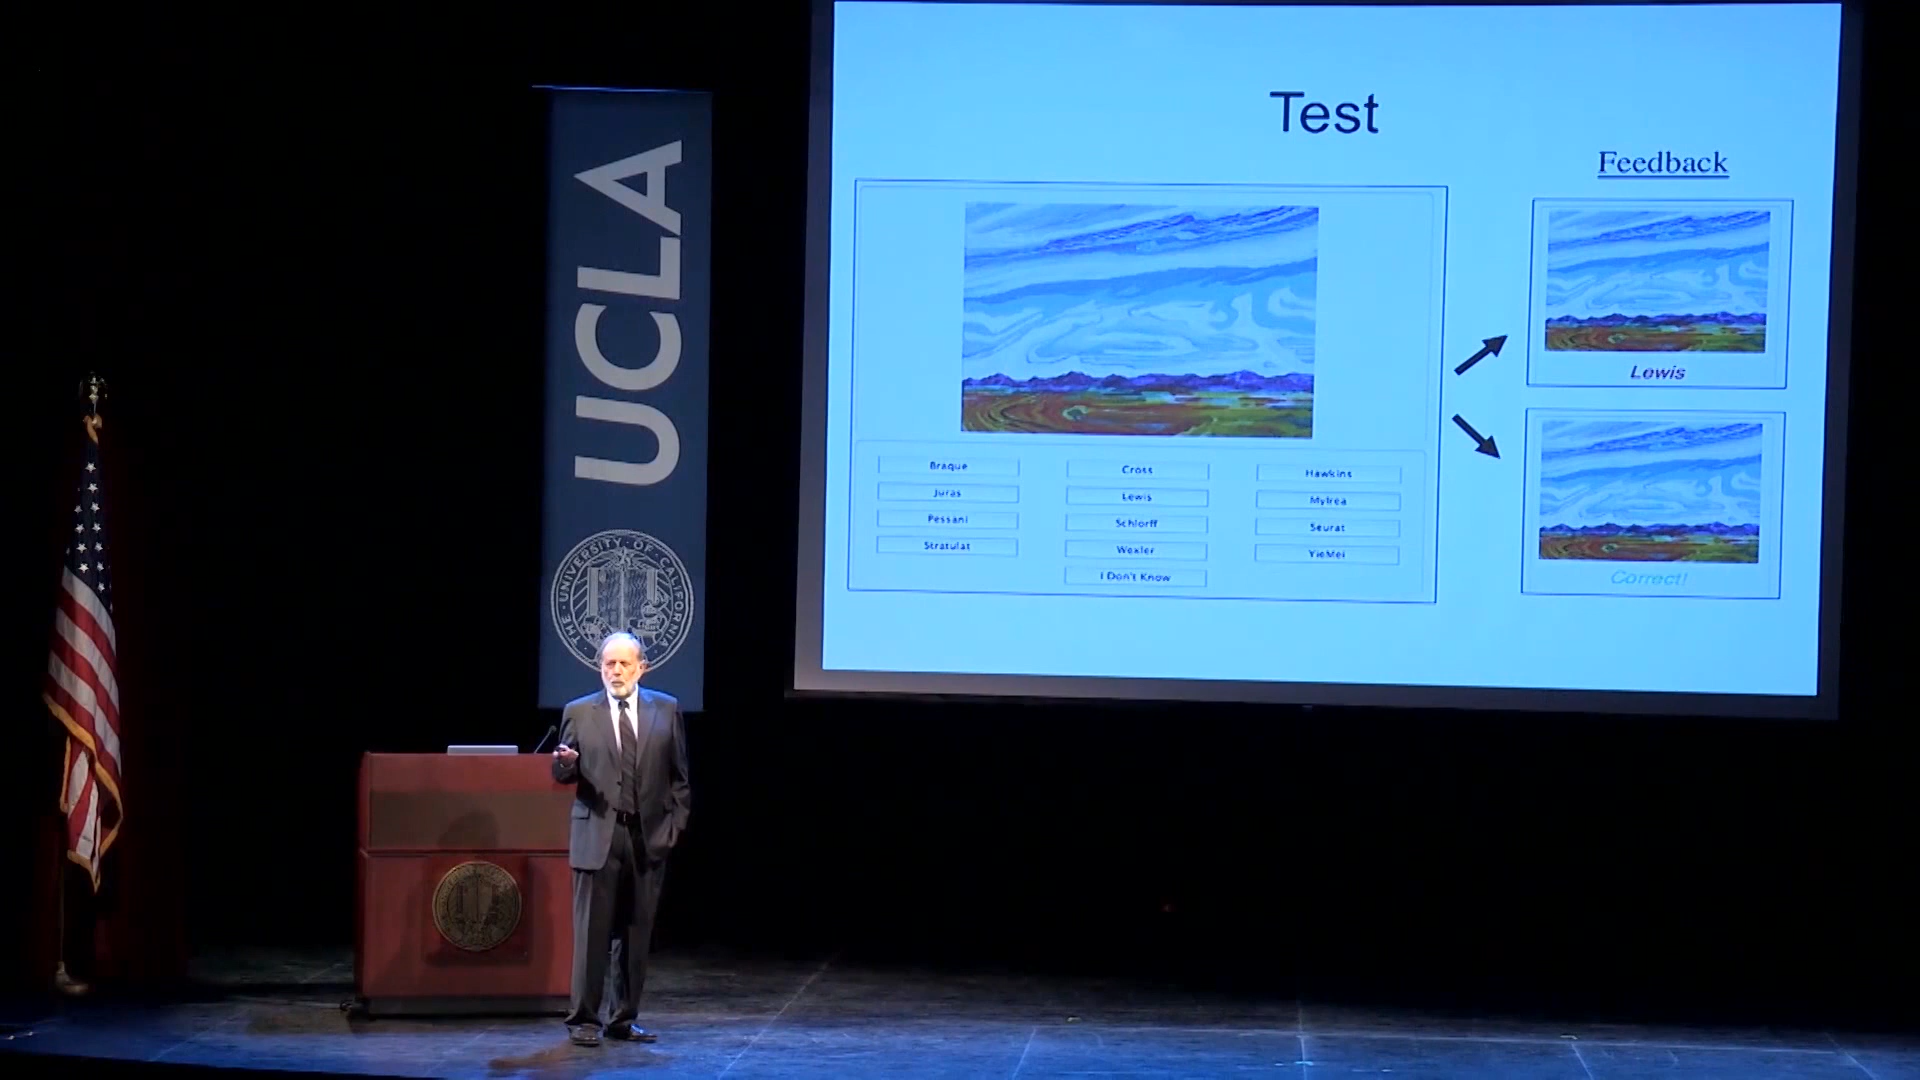 UCLA
THE · UNIVERSITY · OF · CALIFORNIA
Test
Feedback
Braque
Cross
Hawkins
Juras
Lewis
Mylrea
Pessani
Schlorff
Seurat
Stratulat
Wexler
YieMei
I Don't Know
Lewis
Correct!